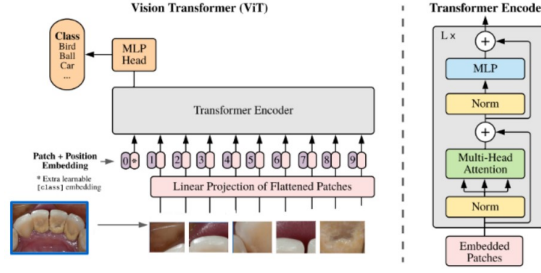 Vision Transformer (ViT)
Class
Bird
Ball
Car
...
MLP
Head
Transformer Encoder
Patch + Position
Embedding
* Extra learnable
[class] embedding
0 * 1 2 3 4 5 6 7 8 9
Linear Projection of Flattened Patches
Transformer Encode
L ×
+
MLP
Norm
+
Multi-Head
Attention
Norm
Embedded
Patches